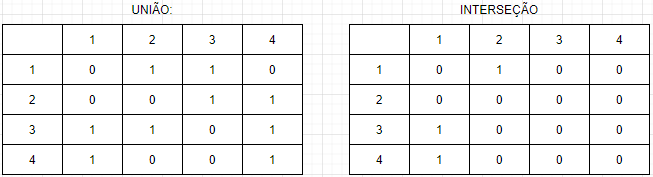 UNIÃO: INTERSEÇÃO
1 2 3 4 1 2 3 4
1 0 1 1 0 1 0 1 0 0
2 0 0 1 1 2 0 0 0 0
3 1 1 0 1 3 1 0 0 0
4 1 0 0 1 4 1 0 0 0